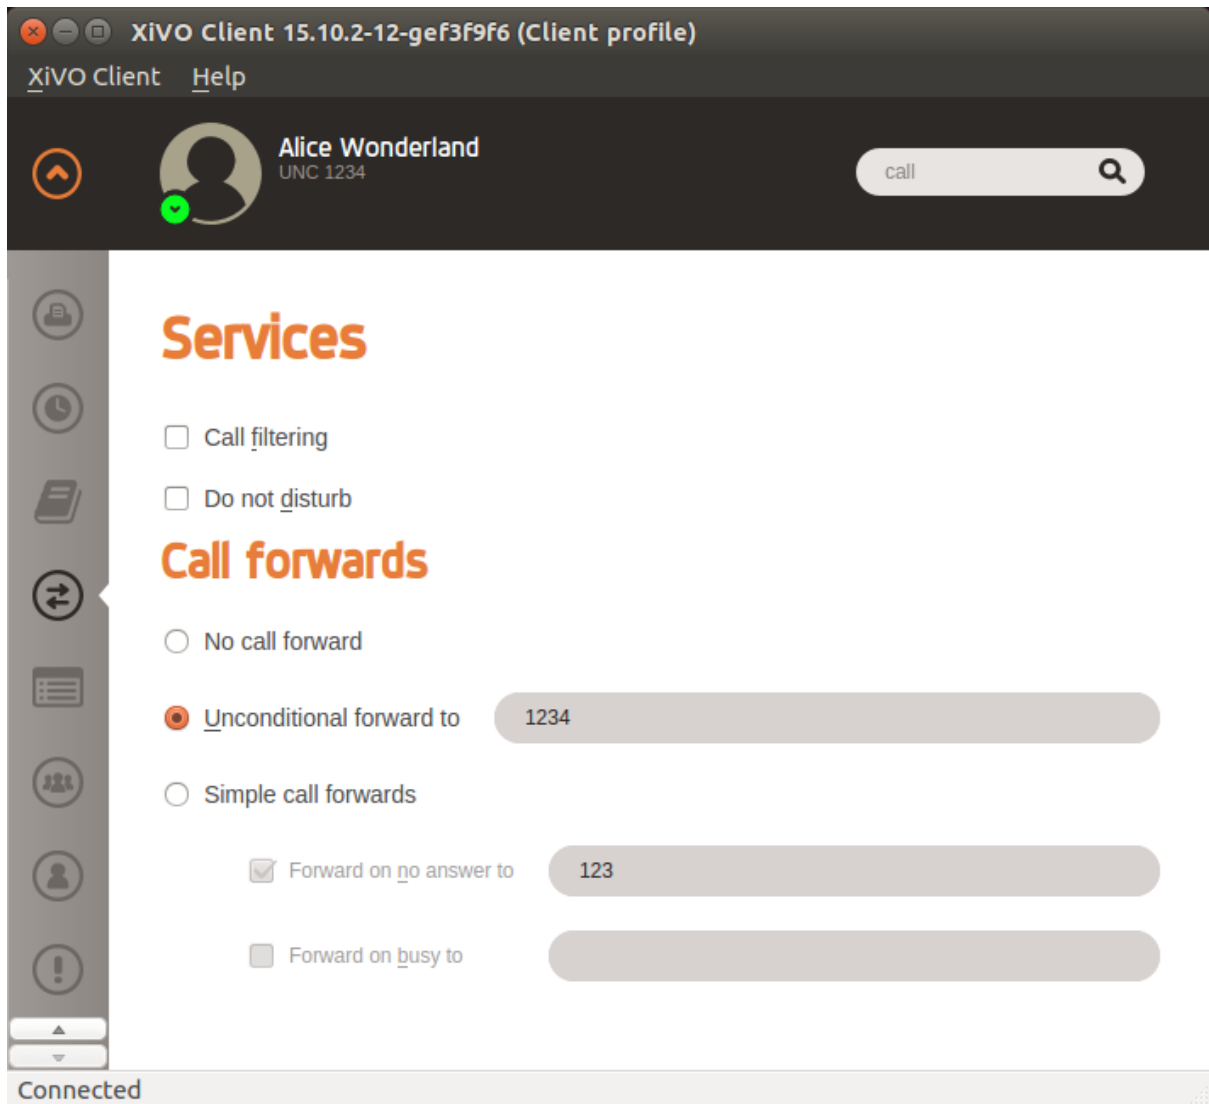 XiVO Client 15.10.2-12-gef3f9f6 (Client profile)
XiVO Client Help
Alice Wonderland
UNC 1234
call
Services
Call filtering
Do not disturb
Call forwards
No call forward
Unconditional forward to 1234
Simple call forwards
Forward on no answer to 123
Forward on busy to
Connected